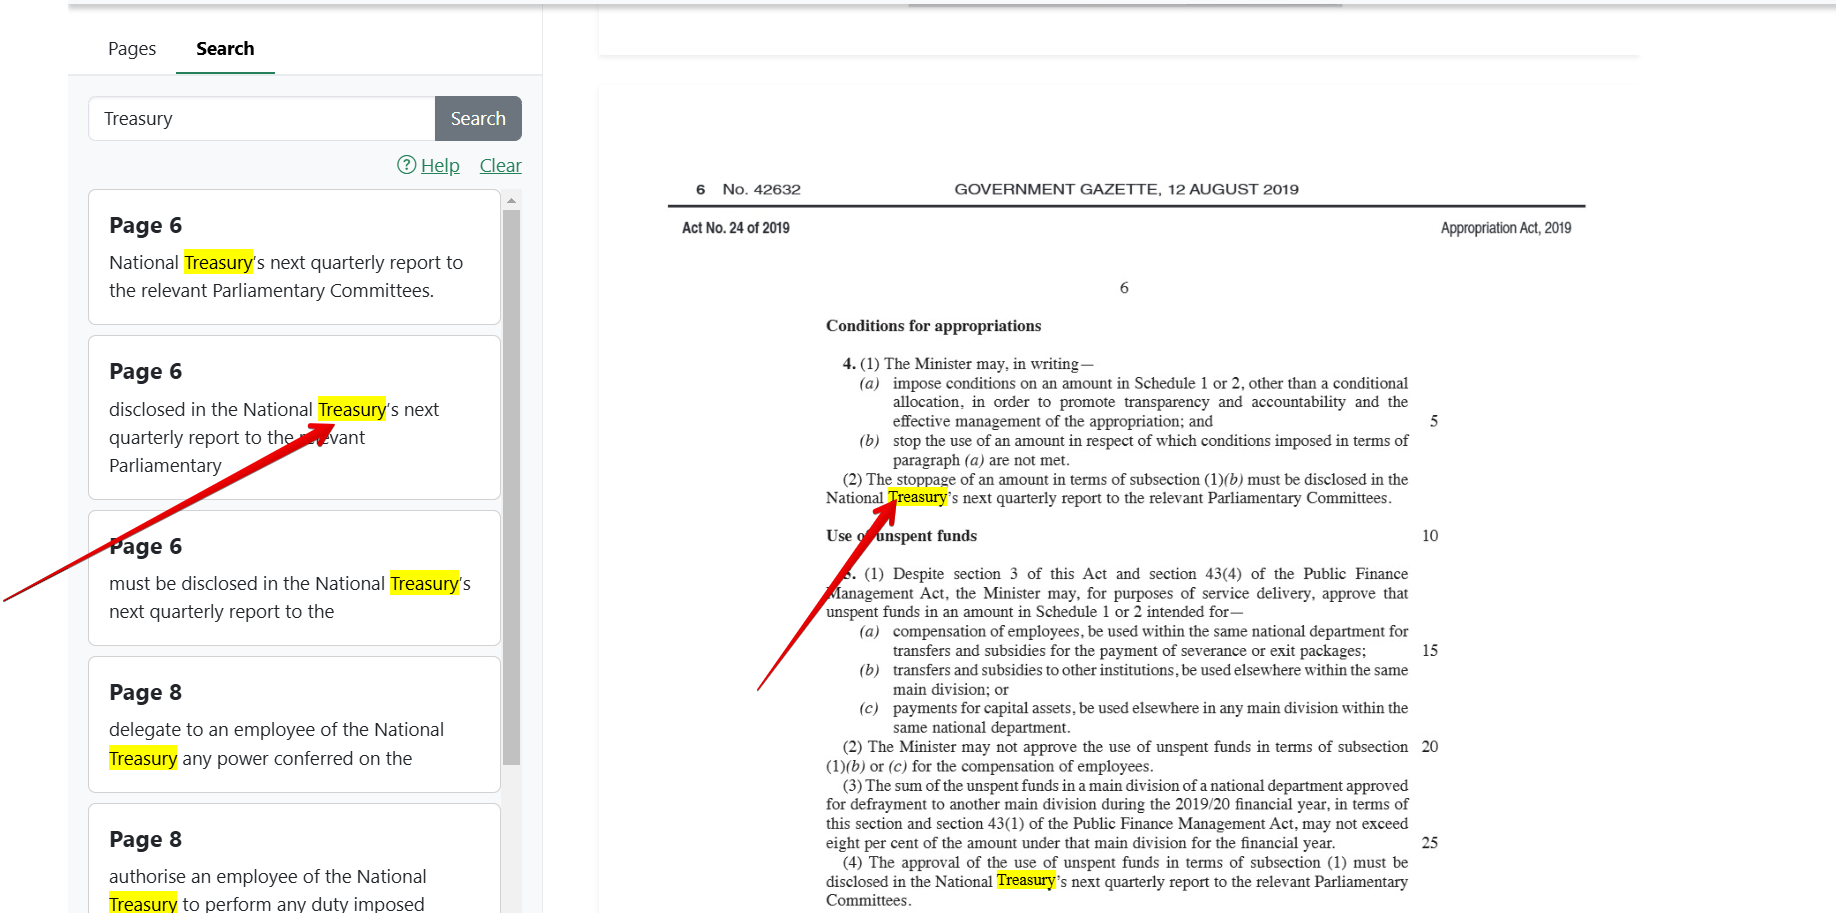 Pages Search
Treasury Search
Help Clear
Page 6
National Treasury's next quarterly report to
the relevant Parliamentary Committees.
Page 6
disclosed in the National Treasury's next
quarterly report to the relevant
Parliamentary
Page 6
must be disclosed in the National Treasury's
next quarterly report to the
Page 8
delegate to an employee of the National
Treasury any power conferred on the
Page 8
authorise an employee of the National
Treasury to perform any duty imposed
6 No. 42632 GOVERNMENT GAZETTE, 12 AUGUST 2019
Act No. 24 of 2019 Appropriation Act, 2019
6
Conditions for appropriations
4. (1) The Minister may, in writing—
(a) impose conditions on an amount in Schedule 1 or 2, other than a conditional
allocation, in order to promote transparency and accountability and the
effective management of the appropriation; and 5
(b) stop the use of an amount in respect of which conditions imposed in terms of
paragraph (a) are not met.
(2) The stoppage of an amount in terms of subsection (1)(b) must be disclosed in the
National Treasury's next quarterly report to the relevant Parliamentary Committees.
Use of unspent funds 10
5. (1) Despite section 3 of this Act and section 43(4) of the Public Finance
Management Act, the Minister may, for purposes of service delivery, approve that
unspent funds in an amount in Schedule 1 or 2 intended for—
(a) compensation of employees, be used within the same national department for
transfers and subsidies for the payment of severance or exit packages; 15
(b) transfers and subsidies to other institutions, be used elsewhere within the same
main division; or
(c) payments for capital assets, be used elsewhere in any main division within the
same national department.
(2) The Minister may not approve the use of unspent funds in terms of subsection 20
(1)(b) or (c) for the compensation of employees.
(3) The sum of the unspent funds in a main division of a national department approved
for defrayment to another main division during the 2019/20 financial year, in terms of
this section and section 43(1) of the Public Finance Management Act, may not exceed
eight per cent of the amount under that main division for the financial year. 25
(4) The approval of the use of unspent funds in terms of subsection (1) must be
disclosed in the National Treasury's next quarterly report to the relevant Parliamentary
Committees.